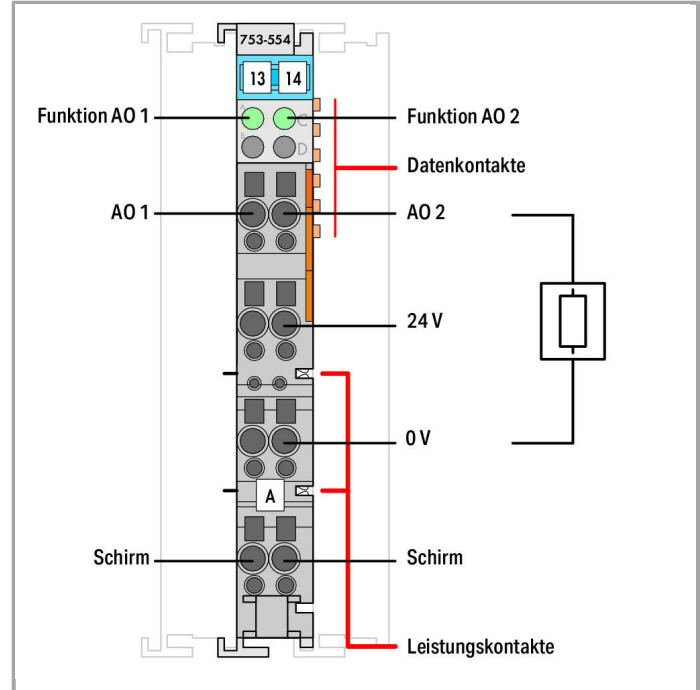 753-554
13 14
Funktion AO 1
Funktion AO 2
A
C
B
D
Datenkontakte
AO 1
AO 2
24 V
0 V
A
Schirm
Schirm
Leistungskontakte